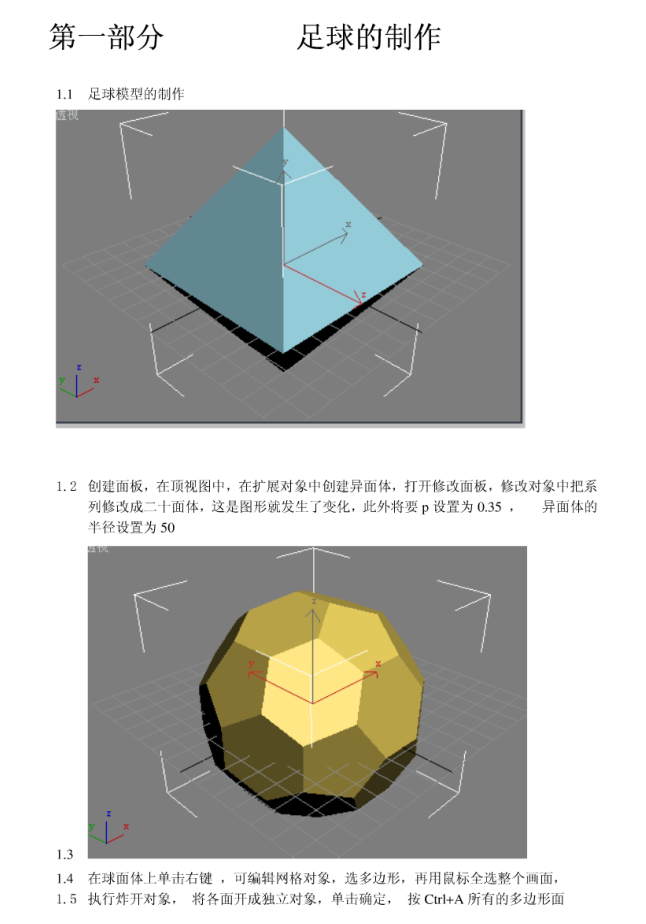 第一部分 足球的制作
1.1 足球模型的制作
透视
y
x
z
z
y x
1.2 创建面板，在顶视图中，在扩展对象中创建异面体，打开修改面板，修改对象中把系
列修改成二十面体，这是图形就发生了变化，此外将要 p 设置为 0.35 ， 异面体的
半径设置为 50
透视
z
y x
z
y x
1.3
1.4 在球面体上单击右键 ，可编辑网格对象，选多边形，再用鼠标全选整个画面，
1.5 执行炸开对象， 将各面开成独立对象，单击确定， 按 Ctrl+A 所有的多边形面